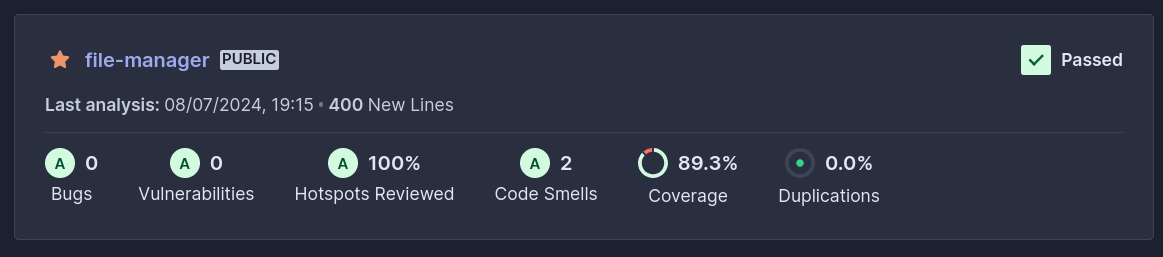 file-manager PUBLIC Passed
Last analysis: 08/07/2024, 19:15 • 400 New Lines
A 0 A 0 A 100% A 2 89.3% 0.0%
Bugs Vulnerabilities Hotspots Reviewed Code Smells Coverage Duplications